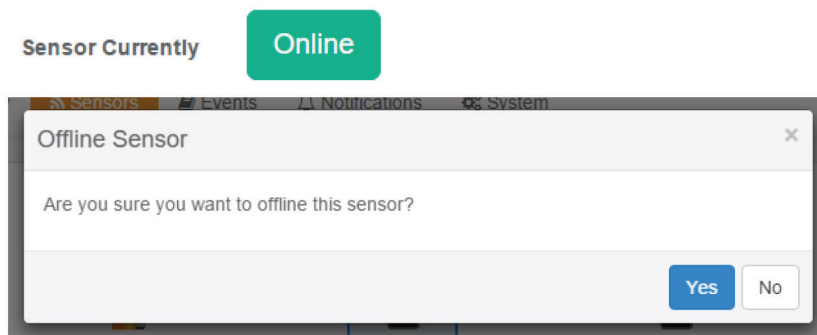 Sensor Currently Online
Sensors Events Notifications System
Offline Sensor ×
Are you sure you want to offline this sensor?
Yes No